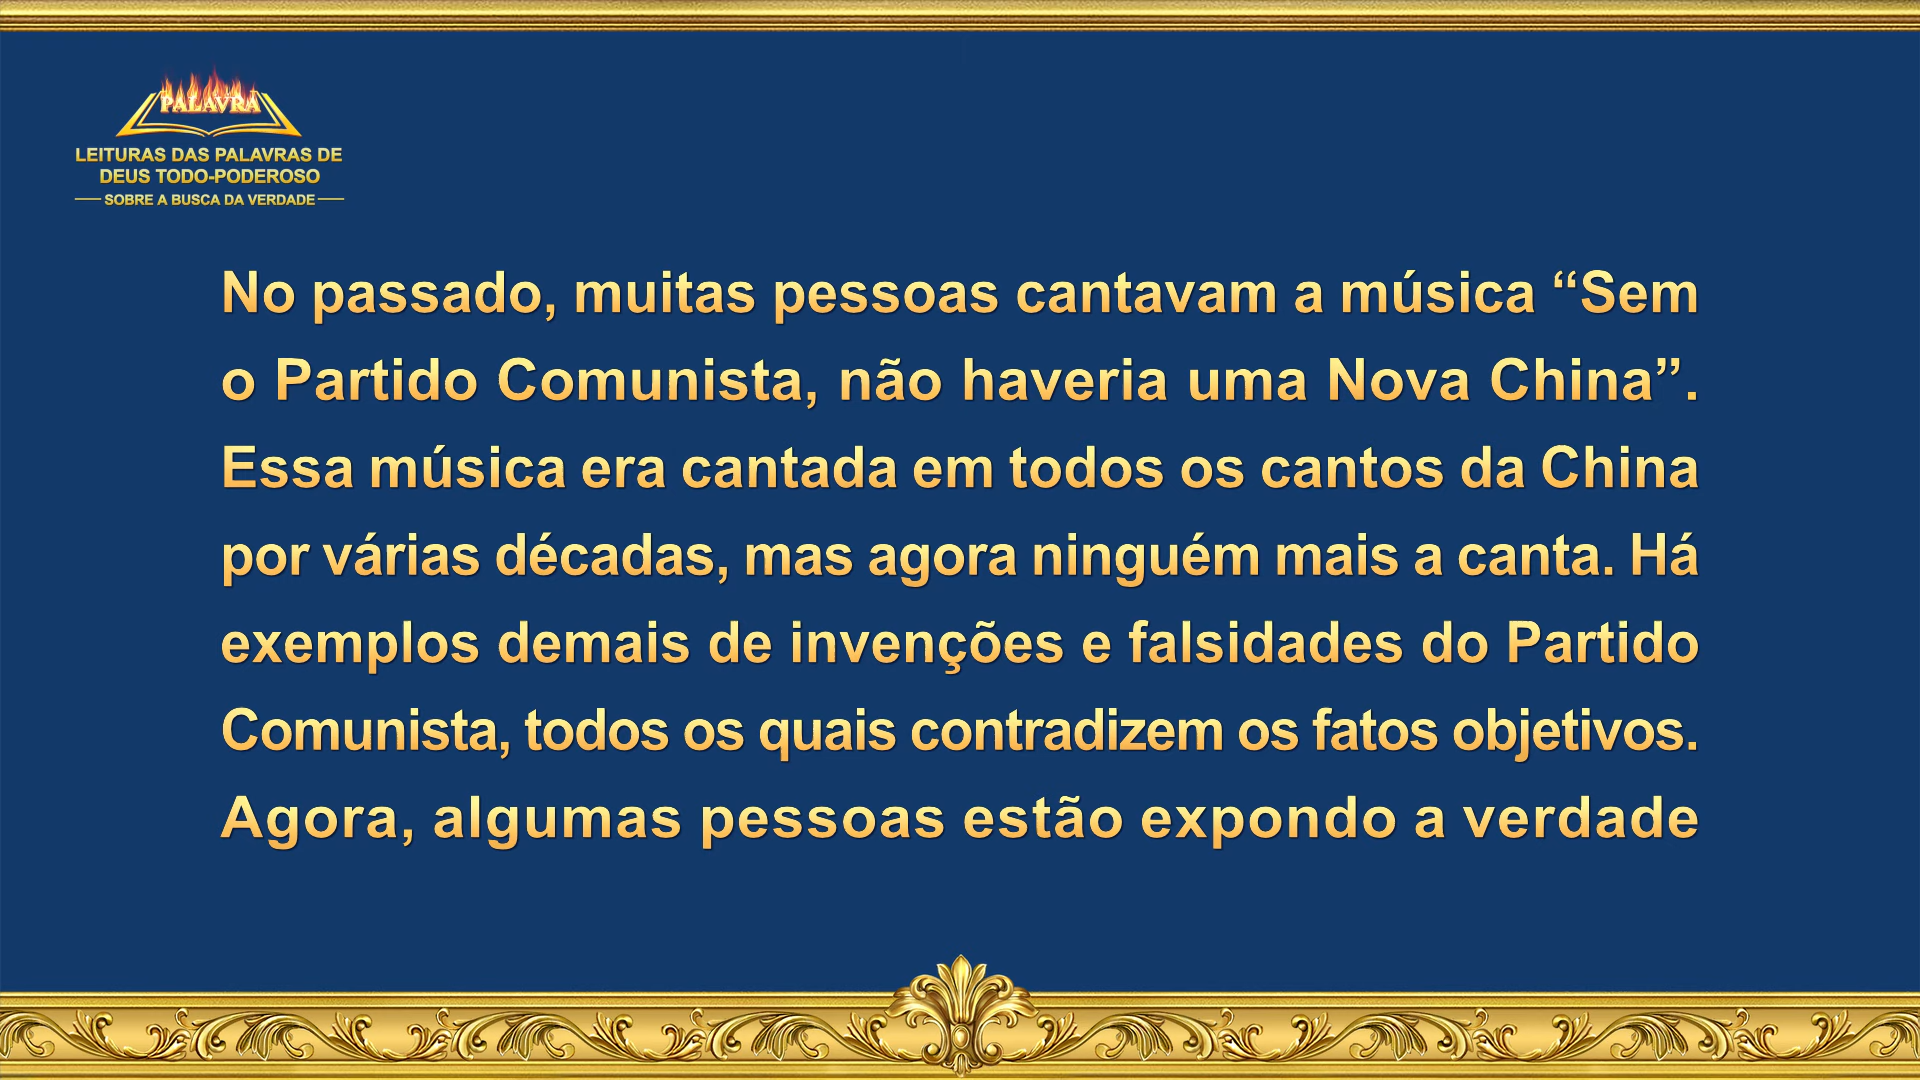 PALAVRA
LEITURAS DAS PALAVRAS DE
DEUS TODO-PODEROSO
SOBRE A BUSCA DA VERDADE
No passado, muitas pessoas cantavam a música “Sem
o Partido Comunista, não haveria uma Nova China”.
Essa música era cantada em todos os cantos da China
por várias décadas, mas agora ninguém mais a canta. Há
exemplos demais de invenções e falsidades do Partido
Comunista, todos os quais contradizem os fatos objetivos.
Agora, algumas pessoas estão expondo a verdade